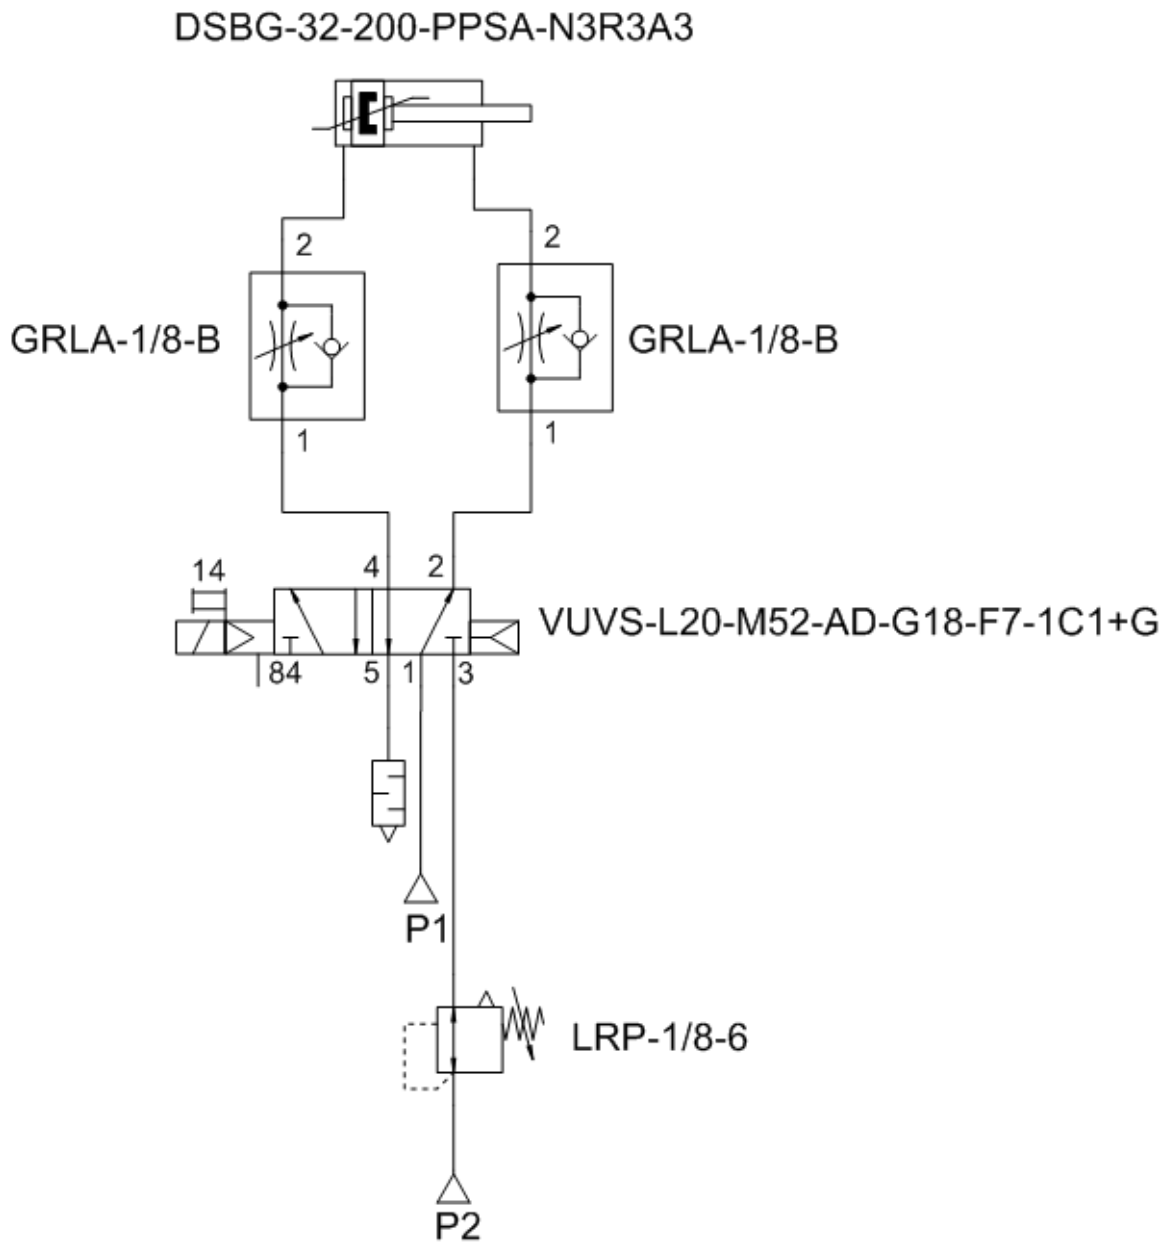 DSBG-32-200-PPSA-N3R3A3
2
2
GRLA-1/8-B
GRLA-1/8-B
1
1
14
4
2
VUVS-L20-M52-AD-G18-F7-1C1+G
84
5
1
3
P1
LRP-1/8-6
P2